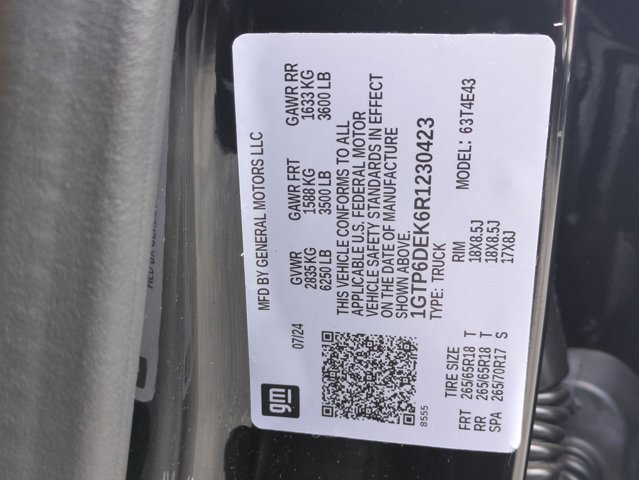 gm
07/24
MFD BY GENERAL MOTORS LLC
GVWR GAWR FRT GAWR RR
2835 KG 1588 KG 1633 KG
6250 LB 3500 LB 3600 LB
THIS VEHICLE CONFORMS TO ALL
APPLICABLE U.S. FEDERAL MOTOR
VEHICLE SAFETY STANDARDS IN EFFECT
ON THE DATE OF MANUFACTURE
SHOWN ABOVE.
1GTP6DEK6R1230423
8555
TYPE: TRUCK MODEL: 63T4E43
TIRE SIZE RIM
FRT 265/65R18 T 18X8.5J
RR 265/65R18 T 18X8.5J
SPA 265/70R17 S 17X8J